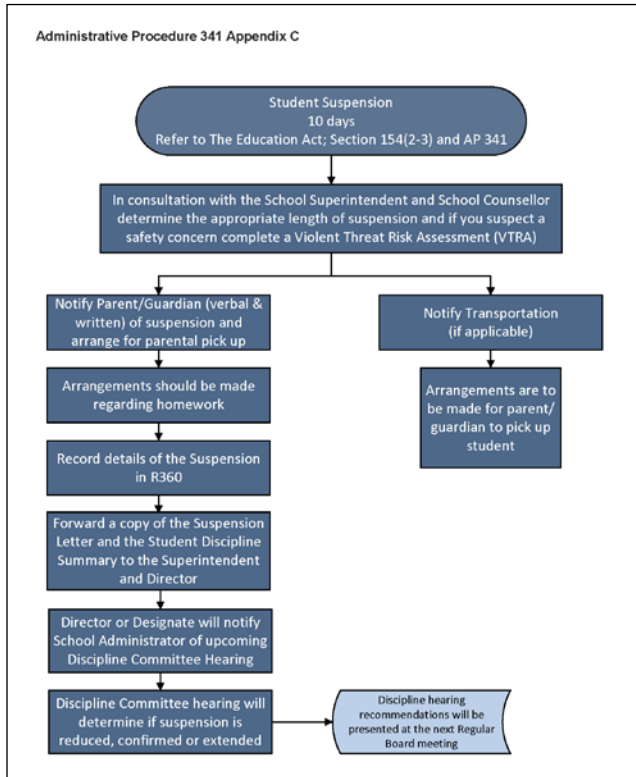 Administrative Procedure 341 Appendix C
Student Suspension
10 days
Refer to The Education Act; Section 154(2-3) and AP 341
In consultation with the School Superintendent and School Counsellor
determine the appropriate length of suspension and if you suspect a
safety concern complete a Violent Threat Risk Assessment (VTRA)
Notify Parent/Guardian (verbal &
written) of suspension and
arrange for parental pick up
Notify Transportation
(if applicable)
Arrangements should be made
regarding homework
Arrangements are to
be made for parent/
guardian to pick up
student
Record details of the Suspension
in R360
Forward a copy of the Suspension
Letter and the Student Discipline
Summary to the Superintendent
and Director
Director or Designate will notify
School Administrator of upcoming
Discipline Committee Hearing
Discipline Committee hearing will
determine if suspension is
reduced, confirmed or extended
Discipline hearing
recommendations will be
presented at the next Regular
Board meeting